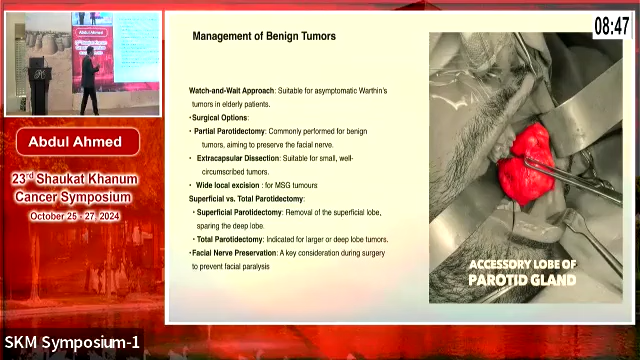 08:47
Abdul Ahmed
23rd Shaukat Khanum
Cancer Symposium
October 25 - 27, 2024
SKM Symposium-1
Management of Benign Tumors
Watch-and-Wait Approach: Suitable for asymptomatic Warthin's
tumors in elderly patients.
•Surgical Options:
• Partial Parotidectomy: Commonly performed for benign
tumors, aiming to preserve the facial nerve.
• Extracapsular Dissection: Suitable for small, well-
circumscribed tumors.
• Wide local excision : for MSG tumours
Superficial vs. Total Parotidectomy:
• Superficial Parotidectomy: Removal of the superficial lobe,
sparing the deep lobe.
• Total Parotidectomy: Indicated for larger or deep lobe tumors.
•Facial Nerve Preservation: A key consideration during surgery
to prevent facial paralysis
ACCESSORY LOBE OF
PAROTID GLAND